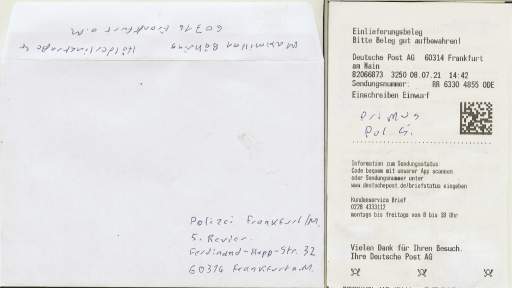 Maximilian Bähring Hölderlinstraße 4
60316 Frankfurt a.M
Polizei Frankfurt/M.
5. Revier
Ferdinand-Happ-Str. 32
60316 Frankfurt a.M.
Einlieferungsbeleg
Bitte Beleg gut aufbewahren!
Deutsche Post AG 60314 Frankfurt
am Main
82066873 3250 08.07.21 14:42
Sendungsnummer: RR 6330 4855 0DE
Einschreiben Einwurf
Pol 5.
Information zum Sendungsstatus:
Code bequem mit unserer App scannen
oder Sendungsnummer unter
www.deutschepost.de/briefstatus eingeben
Kundenservice Brief
0228 4333112
montags bis freitags von 8 bis 18 Uhr
Vielen Dank für Ihren Besuch.
Ihre Deutsche Post AG